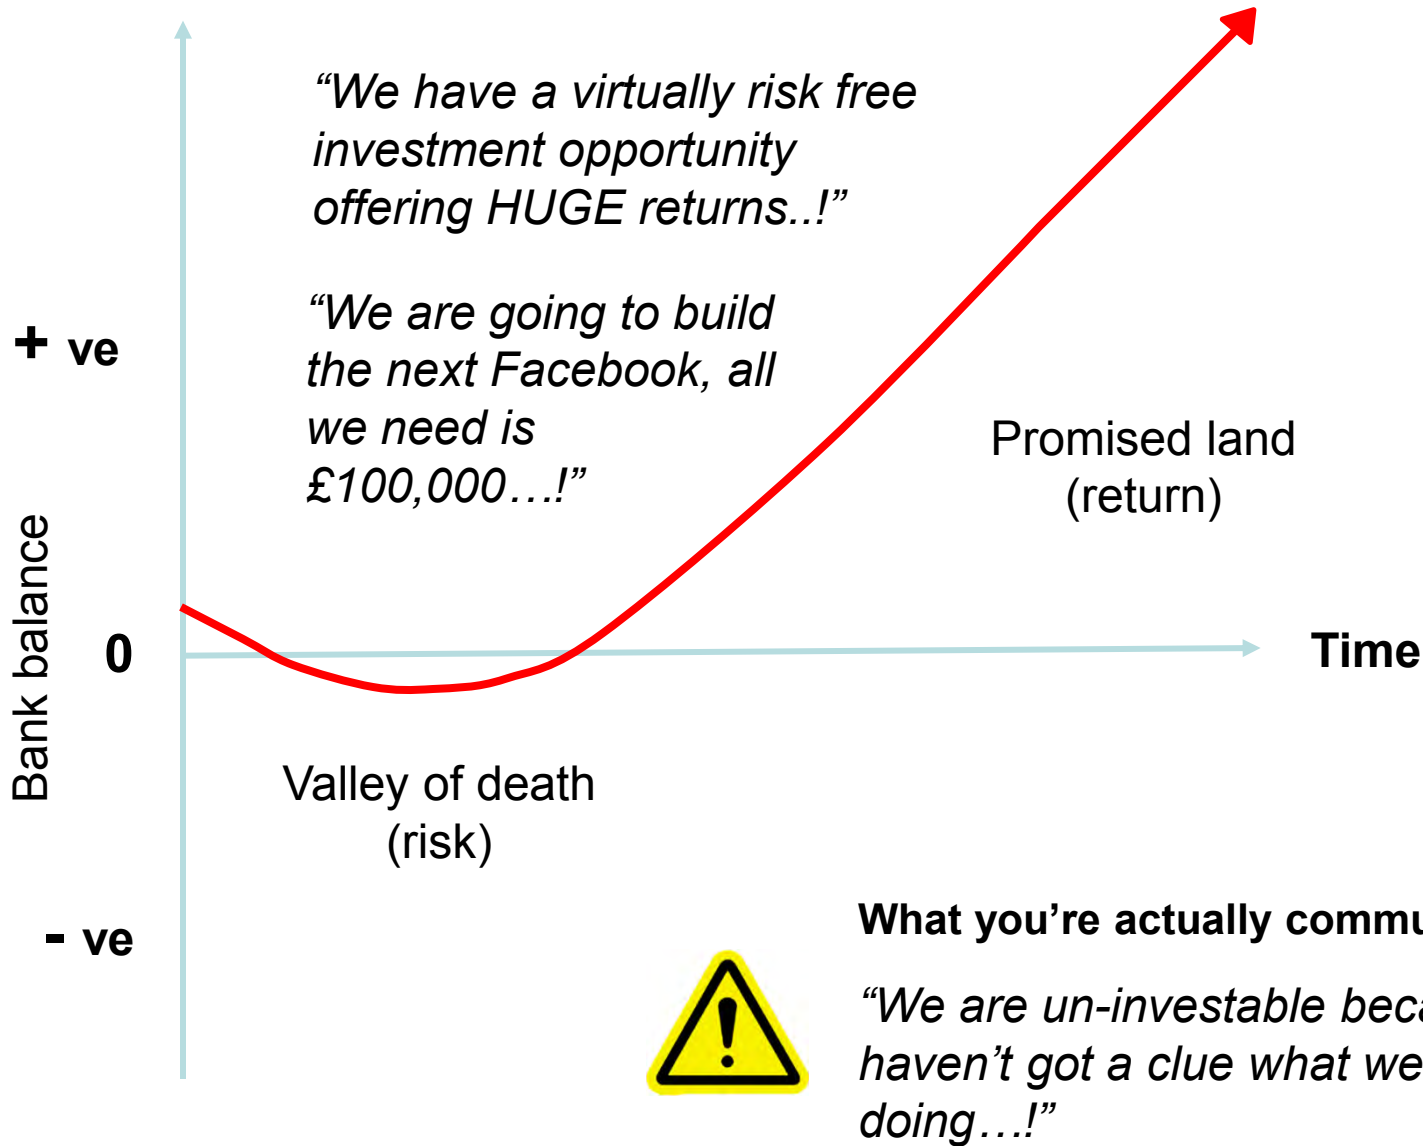 “We have a virtually risk free
investment opportunity
offering HUGE returns..!”
“We are going to build
the next Facebook, all
we need is
£100,000…!”
+ ve
Promised land
(return)
Bank balance
0
Time
Valley of death
(risk)
- ve
What you’re actually
“We are un-investable
haven’t got a clue what we
doing…!”